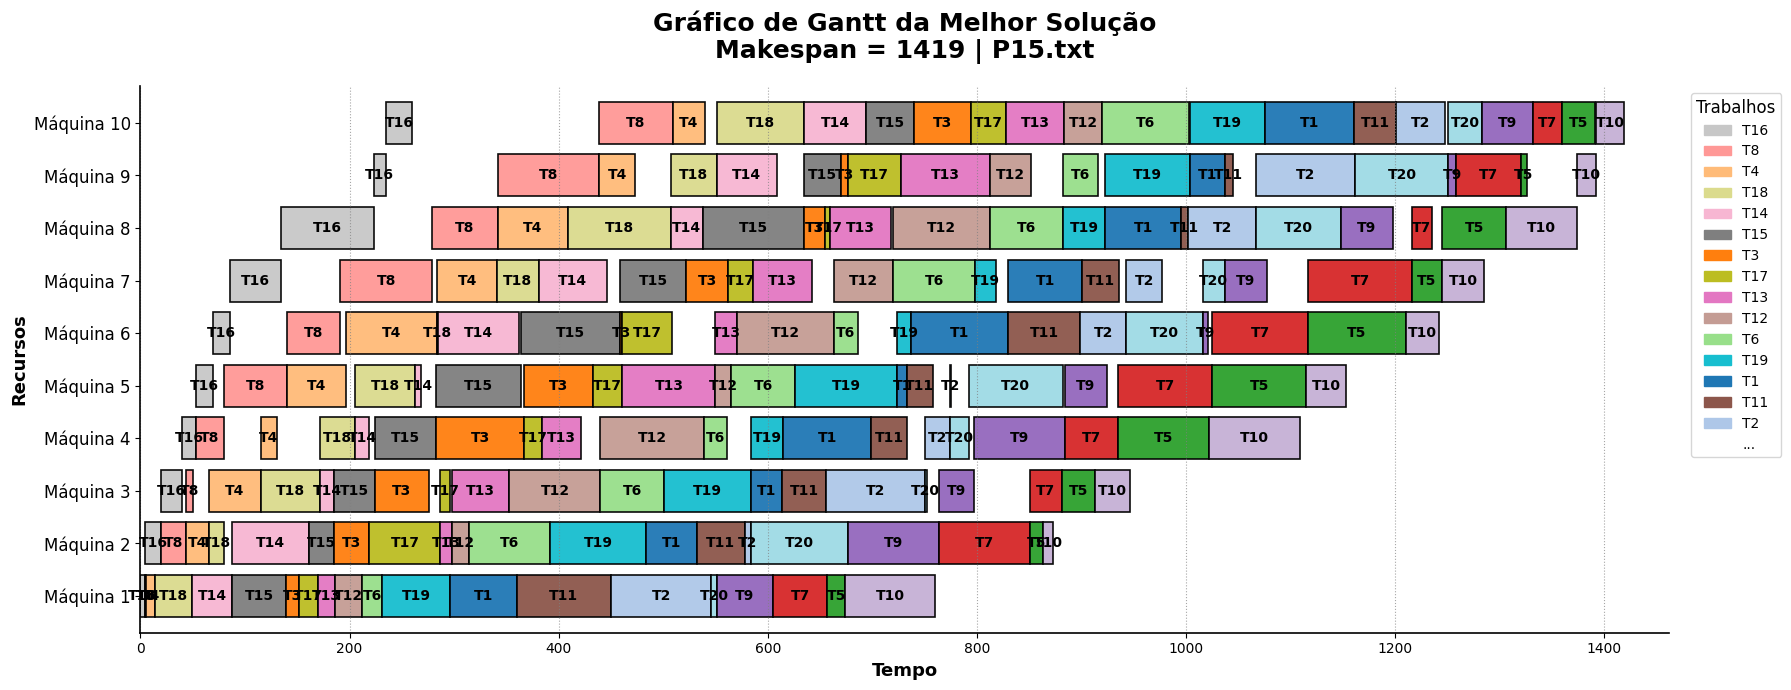 Gráfico de Gantt da Melhor Solução
Makespan = 1419 | P15.txt
Recursos
Máquina 10
T16 T8 T4 T18 T14 T15 T3 T17 T13 T12 T6 T19 T1 T11 T2 T20 T9 T7 T5 T10
Máquina 9
T16 T8 T4 T18 T14 T15 T3 T17 T13 T12 T6 T19 T1 T11 T2 T20 T9 T7 T5 T10
Máquina 8
T16 T8 T4 T18 T14 T15 T3 T17 T13 T12 T6 T19 T1 T11 T2 T20 T9 T7 T5 T10
Máquina 7
T16 T8 T4 T18 T14 T15 T3 T17 T13 T12 T6 T19 T1 T11 T2 T20 T9 T7 T5 T10
Máquina 6
T16 T8 T4 T18 T14 T15 T3 T17 T13 T12 T6 T19 T1 T11 T2 T20 T9 T7 T5 T10
Máquina 5
T16 T8 T4 T18 T14 T15 T3 T17 T13 T12 T6 T19 T1 T11 T2 T20 T9 T7 T5 T10
Máquina 4
T16 T8 T4 T18 T14 T15 T3 T17 T13 T12 T6 T19 T1 T11 T2 T20 T9 T7 T5 T10
Máquina 3
T16 T8 T4 T18 T14 T15 T3 T17 T13 T12 T6 T19 T1 T11 T2 T20 T9 T7 T5 T10
Máquina 2
T16 T8 T4 T18 T14 T15 T3 T17 T13 T12 T6 T19 T1 T11 T2 T20 T9 T7 T5 T10
Máquina 1
T18 T14 T15 T3 T17 T13 T12 T6 T19 T1 T11 T2 T20 T9 T7 T5 T10
0 200 400 600 800 1000 1200 1400
Tempo
Trabalhos
T16
T8
T4
T18
T14
T15
T3
T17
T13
T12
T6
T19
T1
T11
T2
...